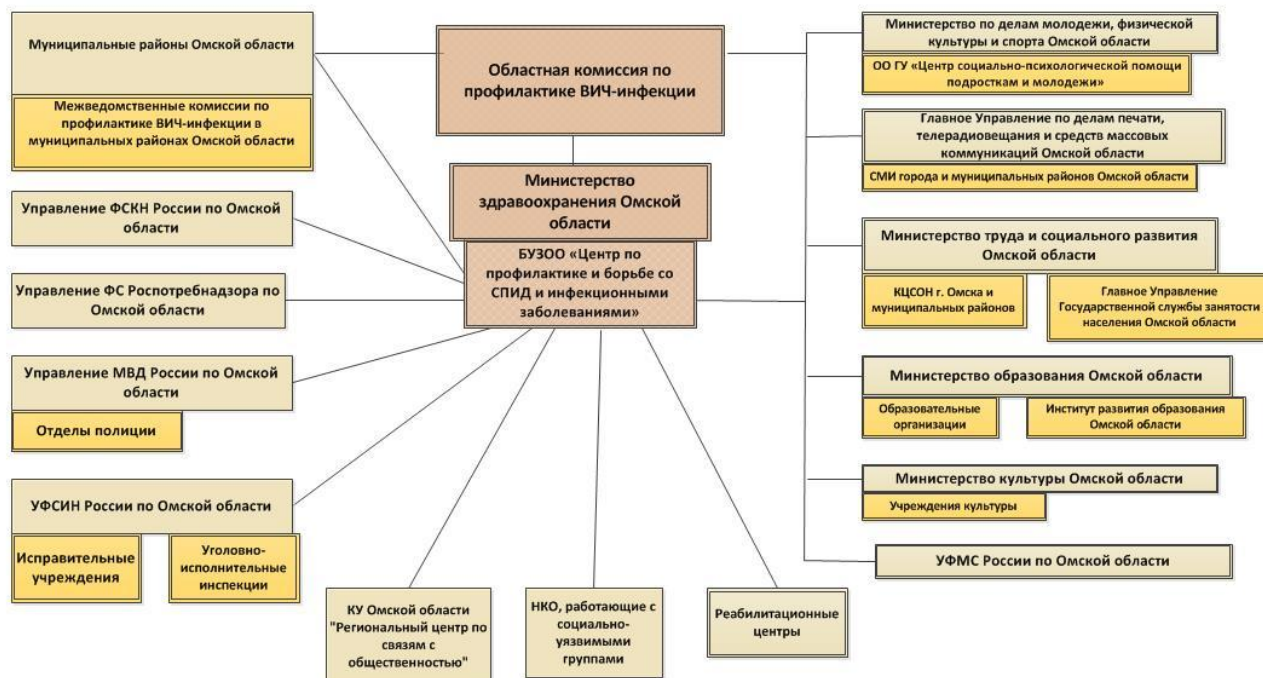 Муниципальные районы Омской области
Межведомственные комиссии по
профилактике ВИЧ-инфекции в
муниципальных районах Омской области
Управление ФСКН России по Омской
области
Управление ФС Роспотребнадзора по
Омской области
Управление МВД России по Омской
области
Отделы полиции
УФСИН России по Омской области
Исправительные
учреждения
Уголовно-
исполнительные
инспекции
Областная комиссия по
профилактике ВИЧ-инфекции
Министерство
здравоохранения Омской
области
БУЗОО «Центр по
профилактике и борьбе со
СПИД и инфекционными
заболеваниями»
КУ Омской области
"Региональный центр по
связям с
общественностью"
НКО, работающие с
социально-
уязвимыми
группами
Реабилитационные
центры
Министерство по делам молодежи, физической
культуры и спорта Омской области
ОО ГУ «Центр социально-психологической помощи
подросткам и молодежи»
Главное Управление по делам печати,
телерадиовещания и средств массовых
коммуникаций Омской области
СМИ города и муниципальных районов Омской области
Министерство труда и социального развития
Омской области
КЦСОН г. Омска и
муниципальных районов
Главное Управление
Государственной службы занятости
населения Омской области
Министерство образования Омской области
Образовательные
организации
Институт развития образования
Омской области
Министерство культуры Омской области
Учреждения культуры
УФМС России по Омской области